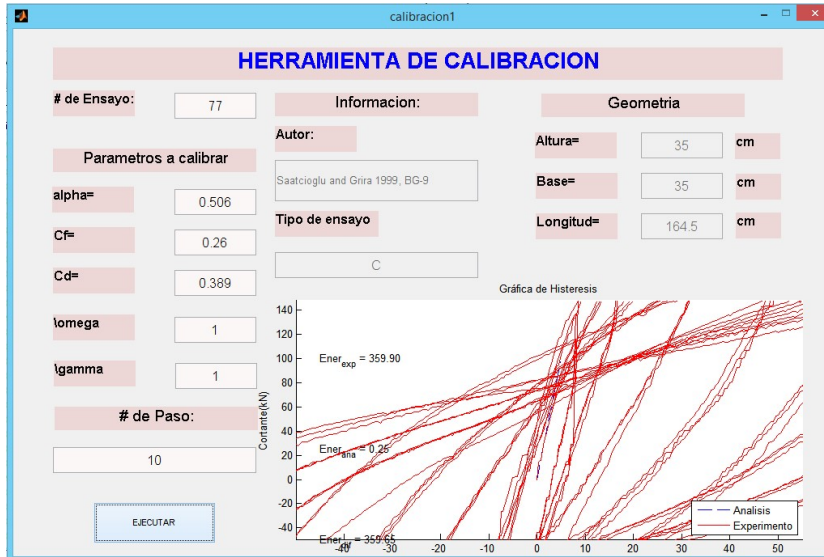 calibracion1
HERRAMIENTA DE CALIBRACION
# de Ensayo:
77
Parametros a calibrar
alpha=
0.506
Cf=
0.26
Cd=
0.389
\omega
1
\gamma
1
# de Paso:
10
EJECUTAR
Informacion:
Autor:
Saatcioglu and Grira 1999, BG-9
Tipo de ensayo
C
Geometria
Altura=
35
cm
Base=
35
cm
Longitud=
164.5
cm
Gráfica de Histeresis
Cortante(kN)
140
120
100
80
60
40
20
0
-20
-40
Ener_exp = 359.90
Ener_ana = 0.25
Ener_dif = 359.65
-40
-30
-20
-10
0
10
20
30
40
50
Analisis
Experimento